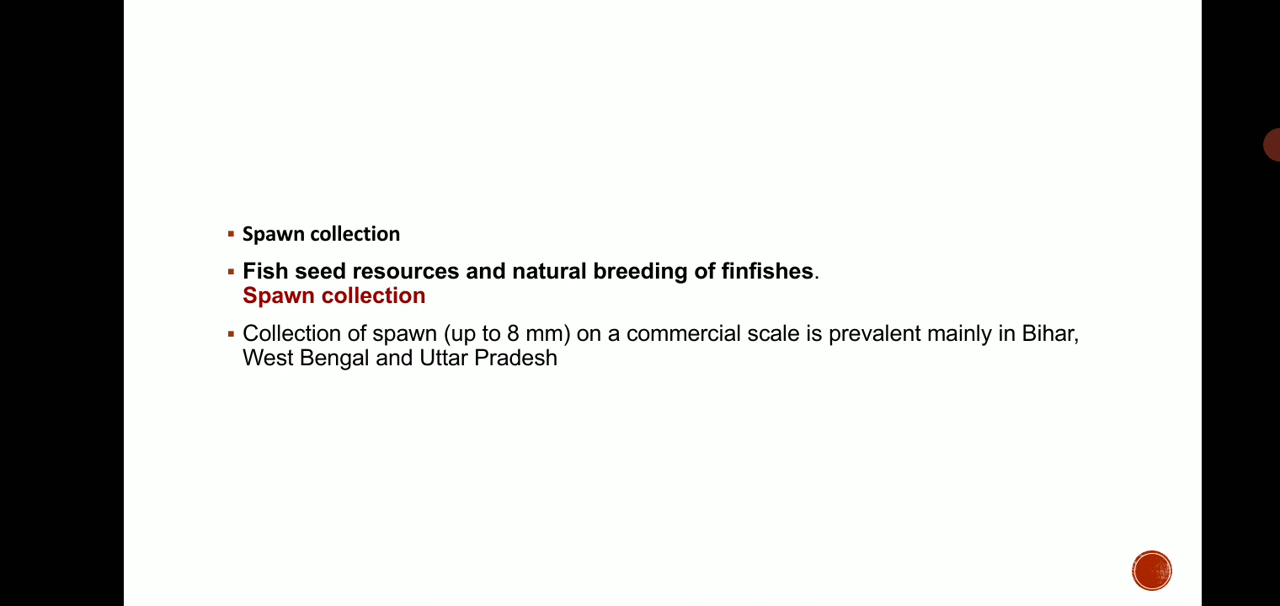 Spawn collection
Fish seed resources and natural breeding of finfishes.
Spawn collection
Collection of spawn (up to 8 mm) on a commercial scale is prevalent mainly in Bihar,
West Bengal and Uttar Pradesh